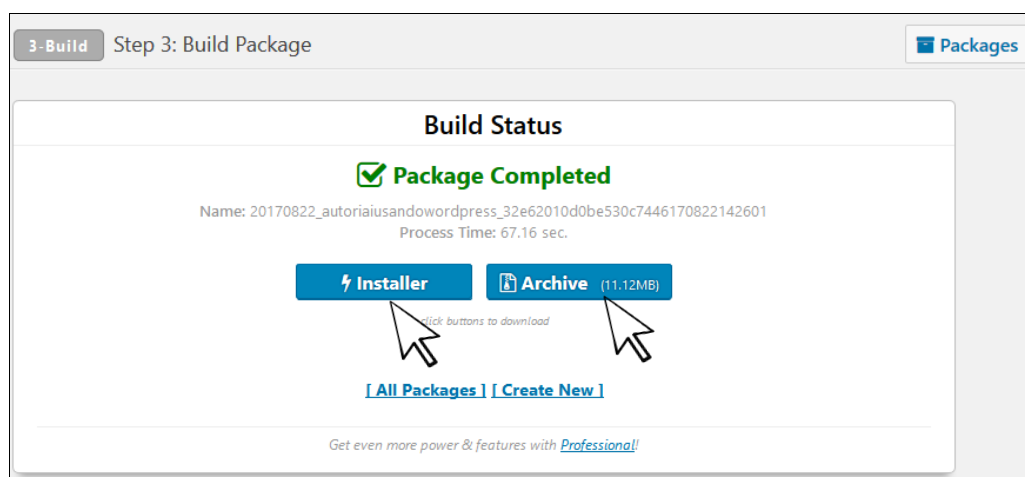 3-Build Step 3: Build Package Packages
Build Status
Package Completed
Name: 20170822_autoriaiusandowordpress_32e62010d0be530c7446170822142601
Process Time: 67.16 sec.
Installer Archive (11.12MB)
click buttons to download
[ All Packages ] [ Create New ]
Get even more power & features with Professional!